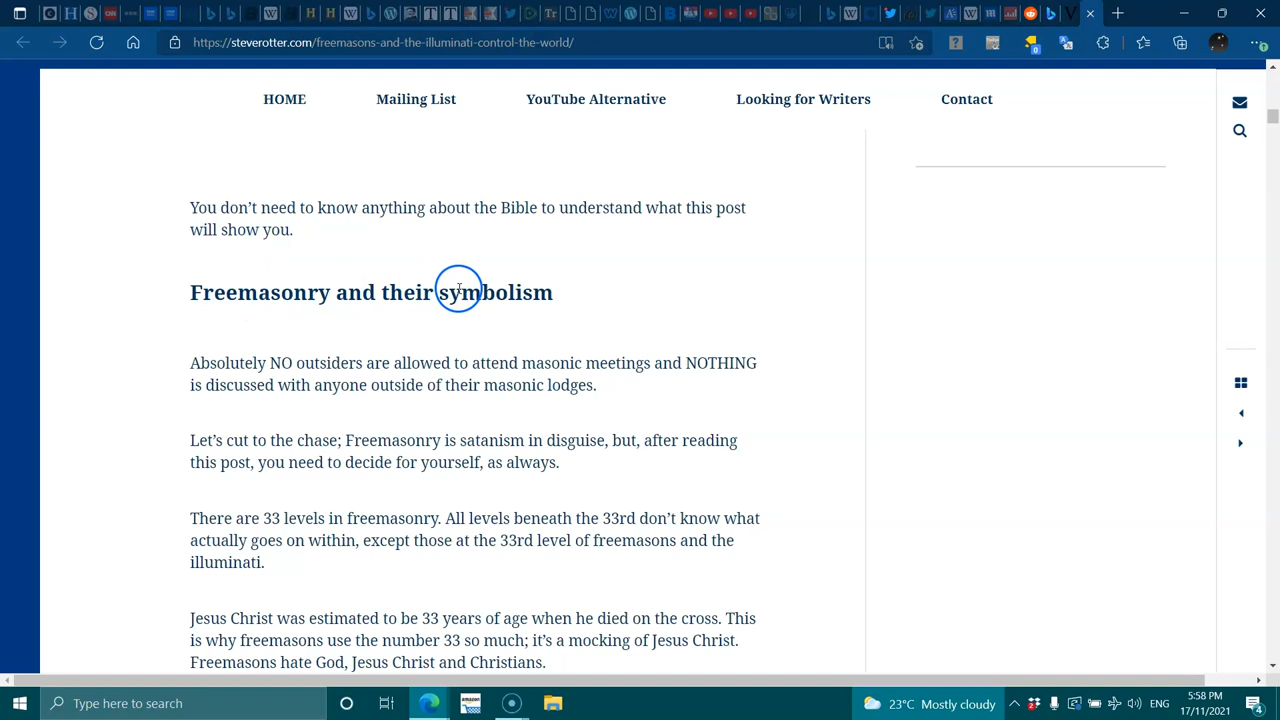 https://steverotter.com/freemasons-and-the-illuminati-control-the-world/
HOME Mailing List YouTube Alternative Looking for Writers Contact
You don’t need to know anything about the Bible to understand what this post
will show you.
Freemasonry and their symbolism
Absolutely NO outsiders are allowed to attend masonic meetings and NOTHING
is discussed with anyone outside of their masonic lodges.
Let’s cut to the chase; Freemasonry is satanism in disguise, but, after reading
this post, you need to decide for yourself, as always.
There are 33 levels in freemasonry. All levels beneath the 33rd don’t know what
actually goes on within, except those at the 33rd level of freemasons and the
illuminati.
Jesus Christ was estimated to be 33 years of age when he died on the cross. This
is why freemasons use the number 33 so much; it’s a mocking of Jesus Christ.
Freemasons hate God, Jesus Christ and Christians.
Type here to search
amazon
23°C Mostly cloudy
ENG
5:58 PM
17/11/2021